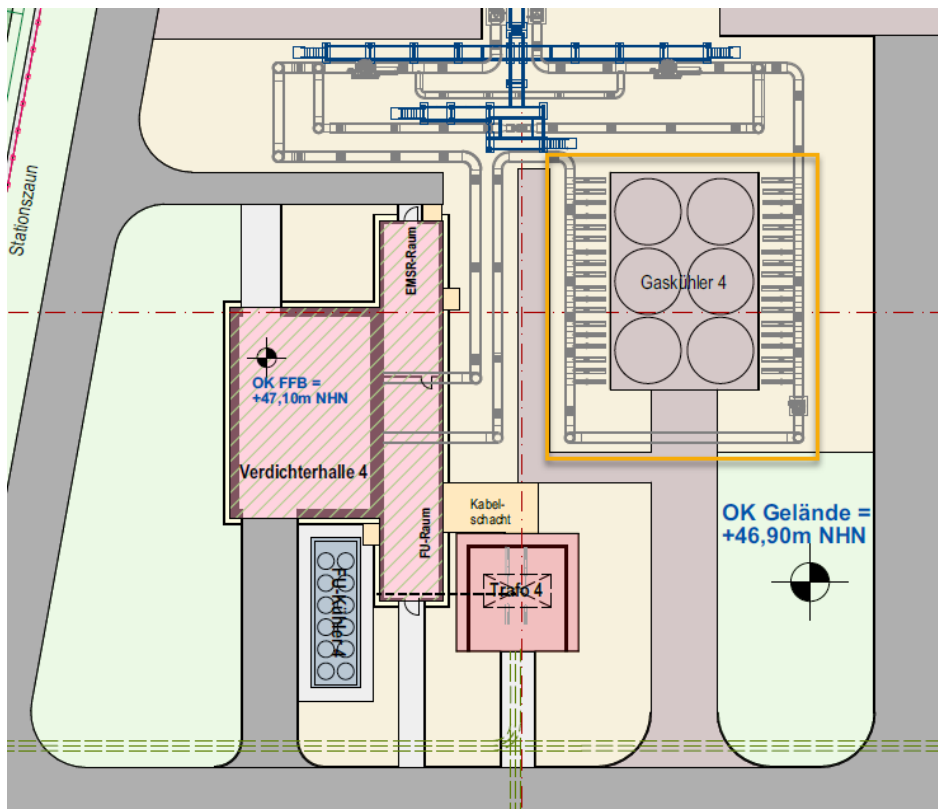 Stationszaun
EMSR-Raum
Gaskühler 4
OK FFB =
+47,10m NHN
Verdichterhalle 4
Kabel-
schacht
FU-Raum
OK Gelände =
+46,90m NHN
FU-Kühler 4
Trafo 4